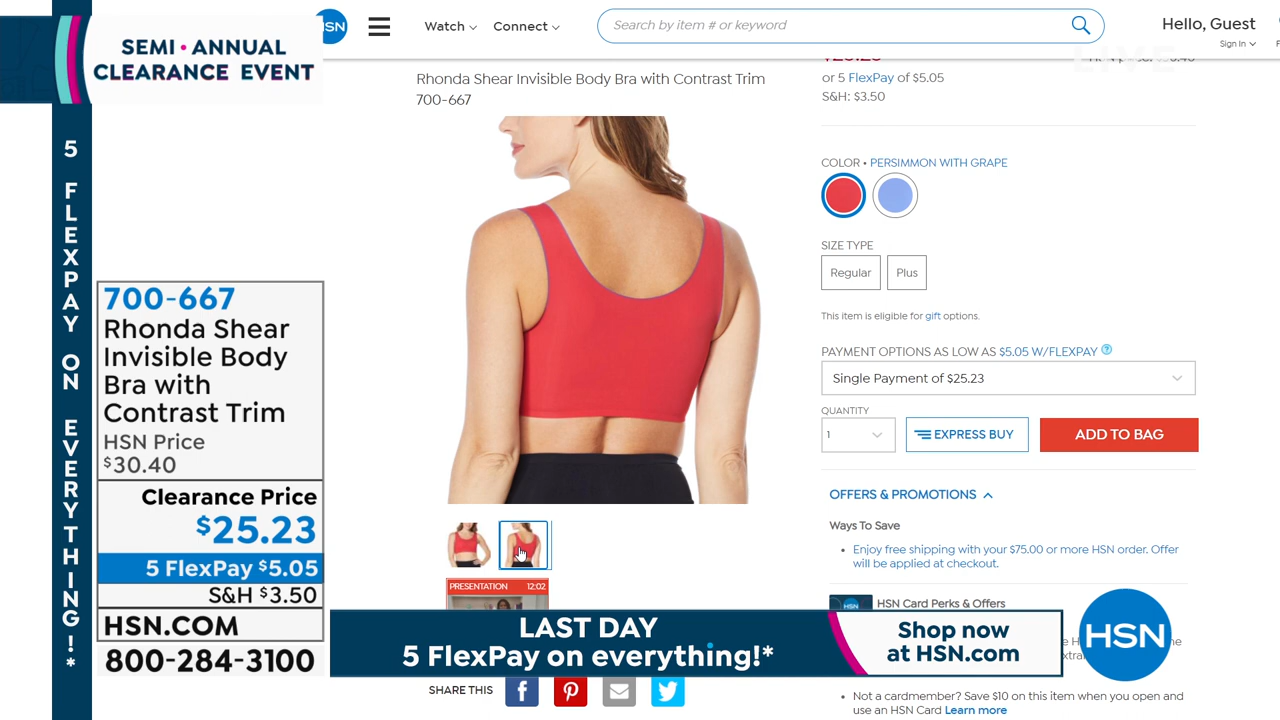 SEMI • ANNUAL
CLEARANCE EVENT
5 FLEXPAY ON EVERYTHING!*
700-667
Rhonda Shear
Invisible Body
Bra with
Contrast Trim
HSN Price
$30.40
Clearance Price
$25.23
5 FlexPay $5.05
S&H $3.50
HSN.COM
800-284-3100
HSN
Watch
Connect
Search by item # or keyword
Hello, Guest
Sign In
LIVE
Rhonda Shear Invisible Body Bra with Contrast Trim
700-667
or 5 FlexPay of $5.05
S&H: $3.50
COLOR • PERSIMMON WITH GRAPE
SIZE TYPE
Regular
Plus
This item is eligible for gift options.
PAYMENT OPTIONS AS LOW AS $5.05 W/FLEXPAY ?
Single Payment of $25.23
QUANTITY
1
EXPRESS BUY
ADD TO BAG
OFFERS & PROMOTIONS
Ways To Save
• Enjoy free shipping with your $75.00 or more HSN order. Offer
will be applied at checkout.
HSN
HSN Card Perks & Offers
• Not a cardmember? Save $10 on this item when you open and
use an HSN Card Learn more
PRESENTATION 12:02
LAST DAY
5 FlexPay on everything!*
Shop now
at HSN.com
HSN
SHARE THIS